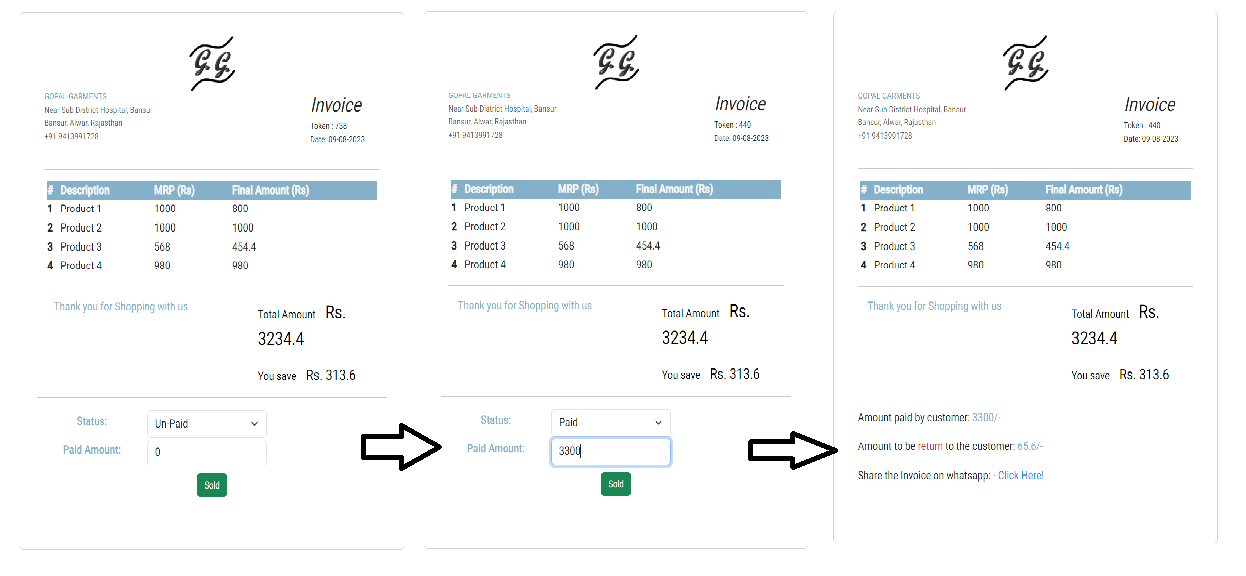 G.G.
GOPAL GARMENTS
Near Sub District Hospital, Bansur
Bansur, Alwar, Rajasthan
+91 9413991728
Invoice
Token : 738
Date: 09-08-2023
# Description MRP (Rs) Final Amount (Rs)
1 Product 1 1000 800
2 Product 2 1000 1000
3 Product 3 568 454.4
4 Product 4 980 980
Thank you for Shopping with us
Total Amount Rs.
3234.4
You save Rs. 313.6
Status: Un-Paid
Paid Amount: 0
Sold
G.G.
GOPAL GARMENTS
Near Sub District Hospital, Bansur
Bansur, Alwar, Rajasthan
+91 9413991728
Invoice
Token : 440
Date: 09-08-2023
# Description MRP (Rs) Final Amount (Rs)
1 Product 1 1000 800
2 Product 2 1000 1000
3 Product 3 568 454.4
4 Product 4 980 980
Thank you for Shopping with us
Total Amount Rs.
3234.4
You save Rs. 313.6
Status: Paid
Paid Amount: 3300
Sold
G.G.
GOPAL GARMENTS
Near Sub District Hospital, Bansur
Bansur, Alwar, Rajasthan
+91 9413991728
Invoice
Token : 440
Date: 09-08-2023
# Description MRP (Rs) Final Amount (Rs)
1 Product 1 1000 800
2 Product 2 1000 1000
3 Product 3 568 454.4
4 Product 4 980 980
Thank you for Shopping with us
Total Amount Rs.
3234.4
You save Rs. 313.6
Amount paid by customer: 3300/-
Amount to be return to the customer: 65.6/-
Share the Invoice on whatsapp: - Click Here!